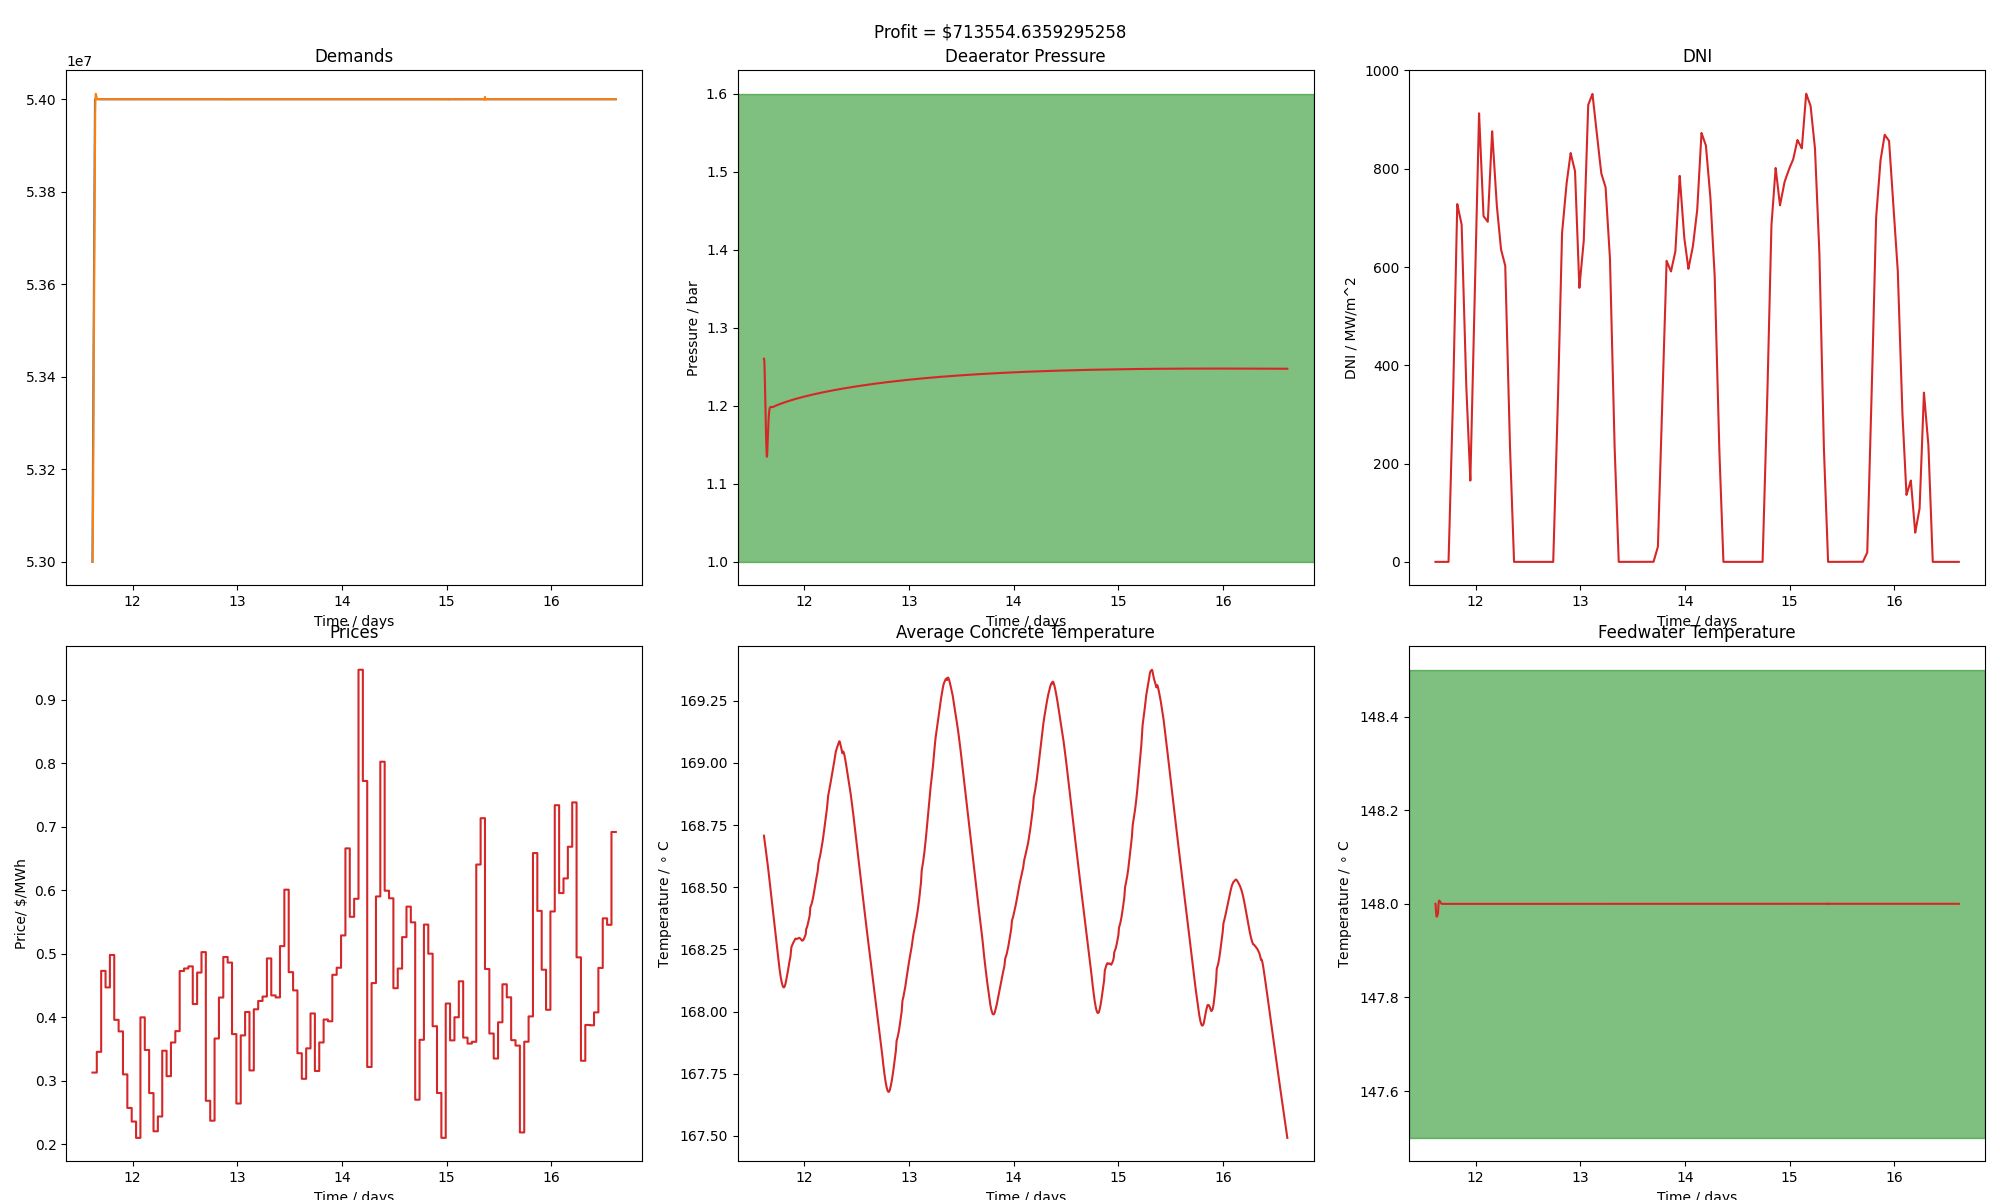 Profit = $713554.6359295258
Demands
1e7
5.40
5.38
5.36
5.34
5.32
5.30
12 13 14 15 16
Time / days
Deaerator Pressure
Pressure / bar
1.6
1.5
1.4
1.3
1.2
1.1
1.0
12 13 14 15 16
Time / days
DNI
DNI / MW/m^2
1000
800
600
400
200
0
12 13 14 15 16
Time / days
Prices
Price/ $/MWh
0.9
0.8
0.7
0.6
0.5
0.4
0.3
0.2
12 13 14 15 16
Time / days
Average Concrete Temperature
Temperature / ∘ C
169.25
169.00
168.75
168.50
168.25
168.00
167.75
167.50
12 13 14 15 16
Time / days
Feedwater Temperature
Temperature / ∘ C
148.4
148.2
148.0
147.8
147.6
12 13 14 15 16
Time / days